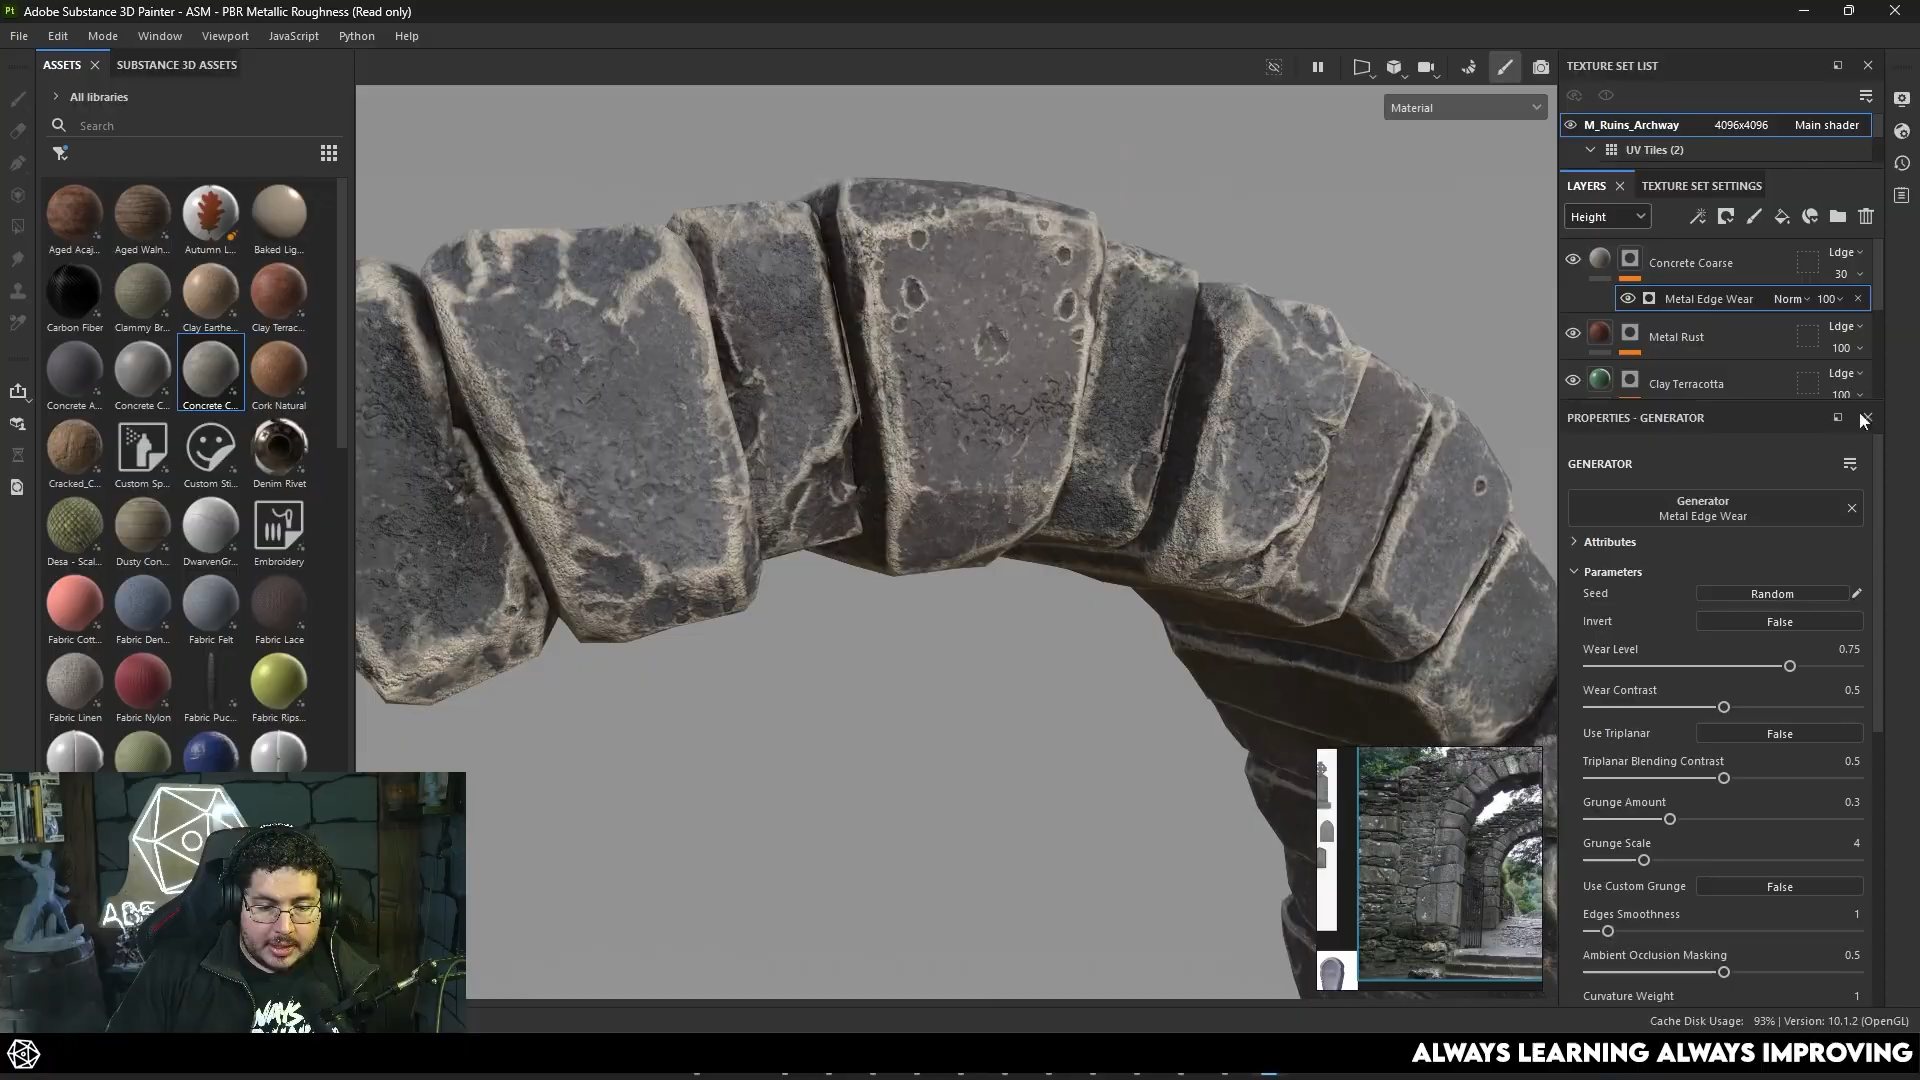 Adobe Substance 3D Painter - ASM - PBR Metallic Roughness (Read only)
File Edit Mode Window Viewport JavaScript Python Help
ASSETS SUBSTANCE 3D ASSETS
All libraries
Search
Aged Acaj... Aged Waln... Autumn L... Baked Lig...
Carbon Fiber Clammy Br... Clay Earthe... Clay Terrac...
Concrete A... Concrete C... Concrete C... Cork Natural
Cracked_C... Custom Sp... Custom Sti... Denim Rivet
Desa - Scal... Dusty Con... DwarvenGr... Embroidery
Fabric Cott... Fabric Den... Fabric Felt Fabric Lace
Fabric Linen Fabric Nylon Fabric Puc... Fabric Rips...
Material
TEXTURE SET LIST
M_Ruins_Archway 4096x4096 Main shader
UV Tiles (2)
LAYERS TEXTURE SET SETTINGS
Height
Concrete Coarse Ldge 30
Metal Edge Wear Norm 100
Metal Rust Ldge 100
Clay Terracotta Ldge 100
PROPERTIES - GENERATOR
GENERATOR
Generator
Metal Edge Wear
Attributes
Parameters
Seed Random
Invert False
Wear Level 0.75
Wear Contrast 0.5
Use Triplanar False
Triplanar Blending Contrast 0.5
Grunge Amount 0.3
Grunge Scale 4
Use Custom Grunge False
Edges Smoothness 1
Ambient Occlusion Masking 0.5
Curvature Weight 1
Cache Disk Usage: 93% | Version: 10.1.2 (OpenGL)
ALWAYS LEARNING ALWAYS IMPROVING